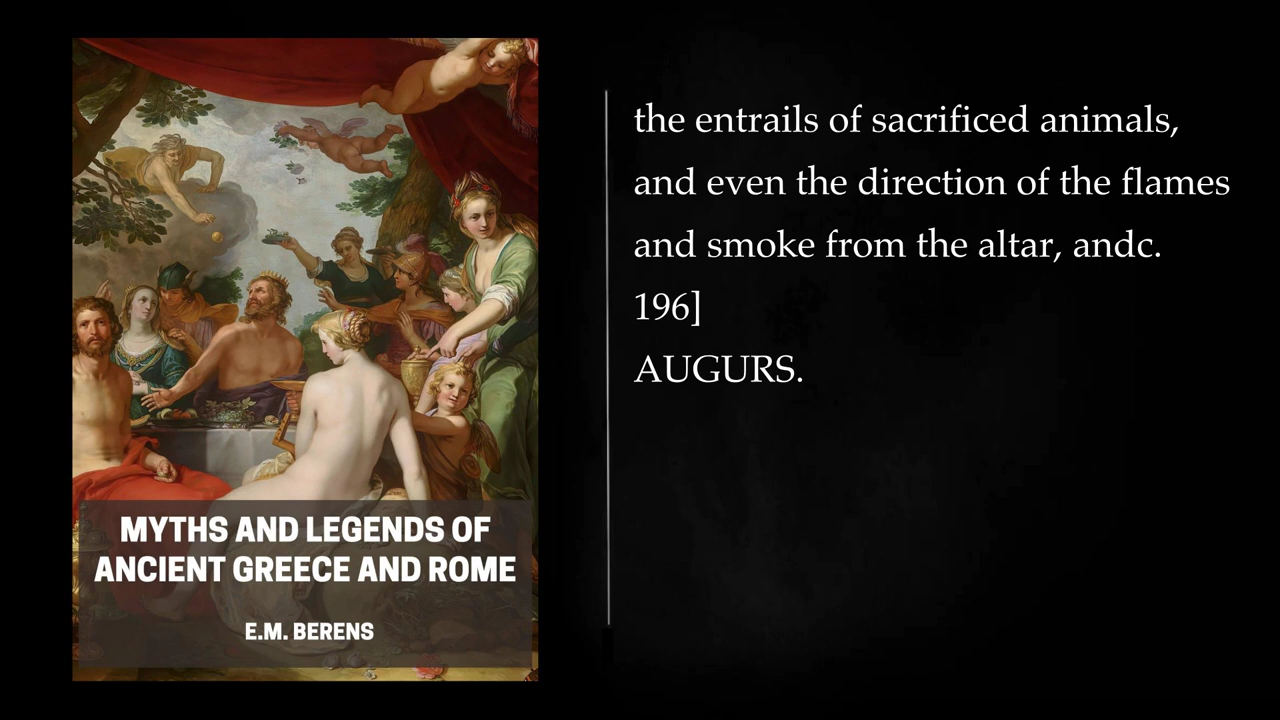 MYTHS AND LEGENDS OF
ANCIENT GREECE AND ROME
E.M. BERENS
the entrails of sacrificed animals,
and even the direction of the flames
and smoke from the altar, andc.
196]
AUGURS.